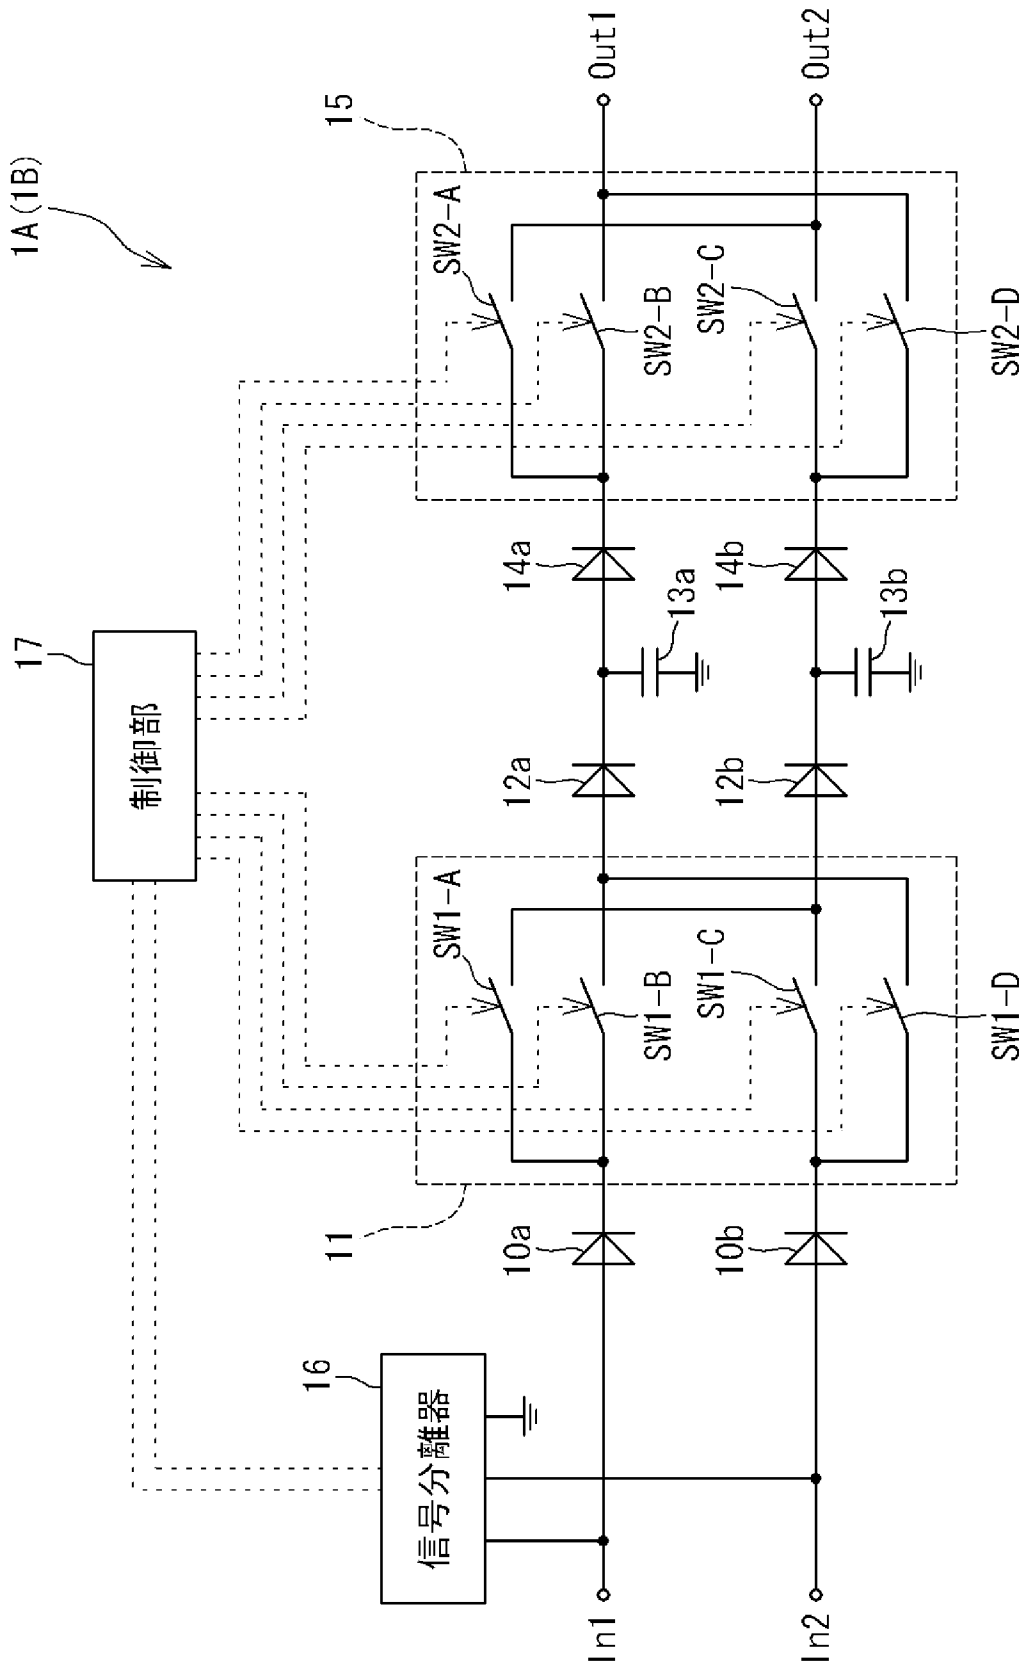 1A(1B)
17
制御部
16
信号分離器
11
15
SW1-A
SW1-B
SW1-C
SW1-D
SW2-A
SW2-B
SW2-C
SW2-D
In1
10a
12a
13a
14a
Out1
In2
10b
12b
13b
14b
Out2